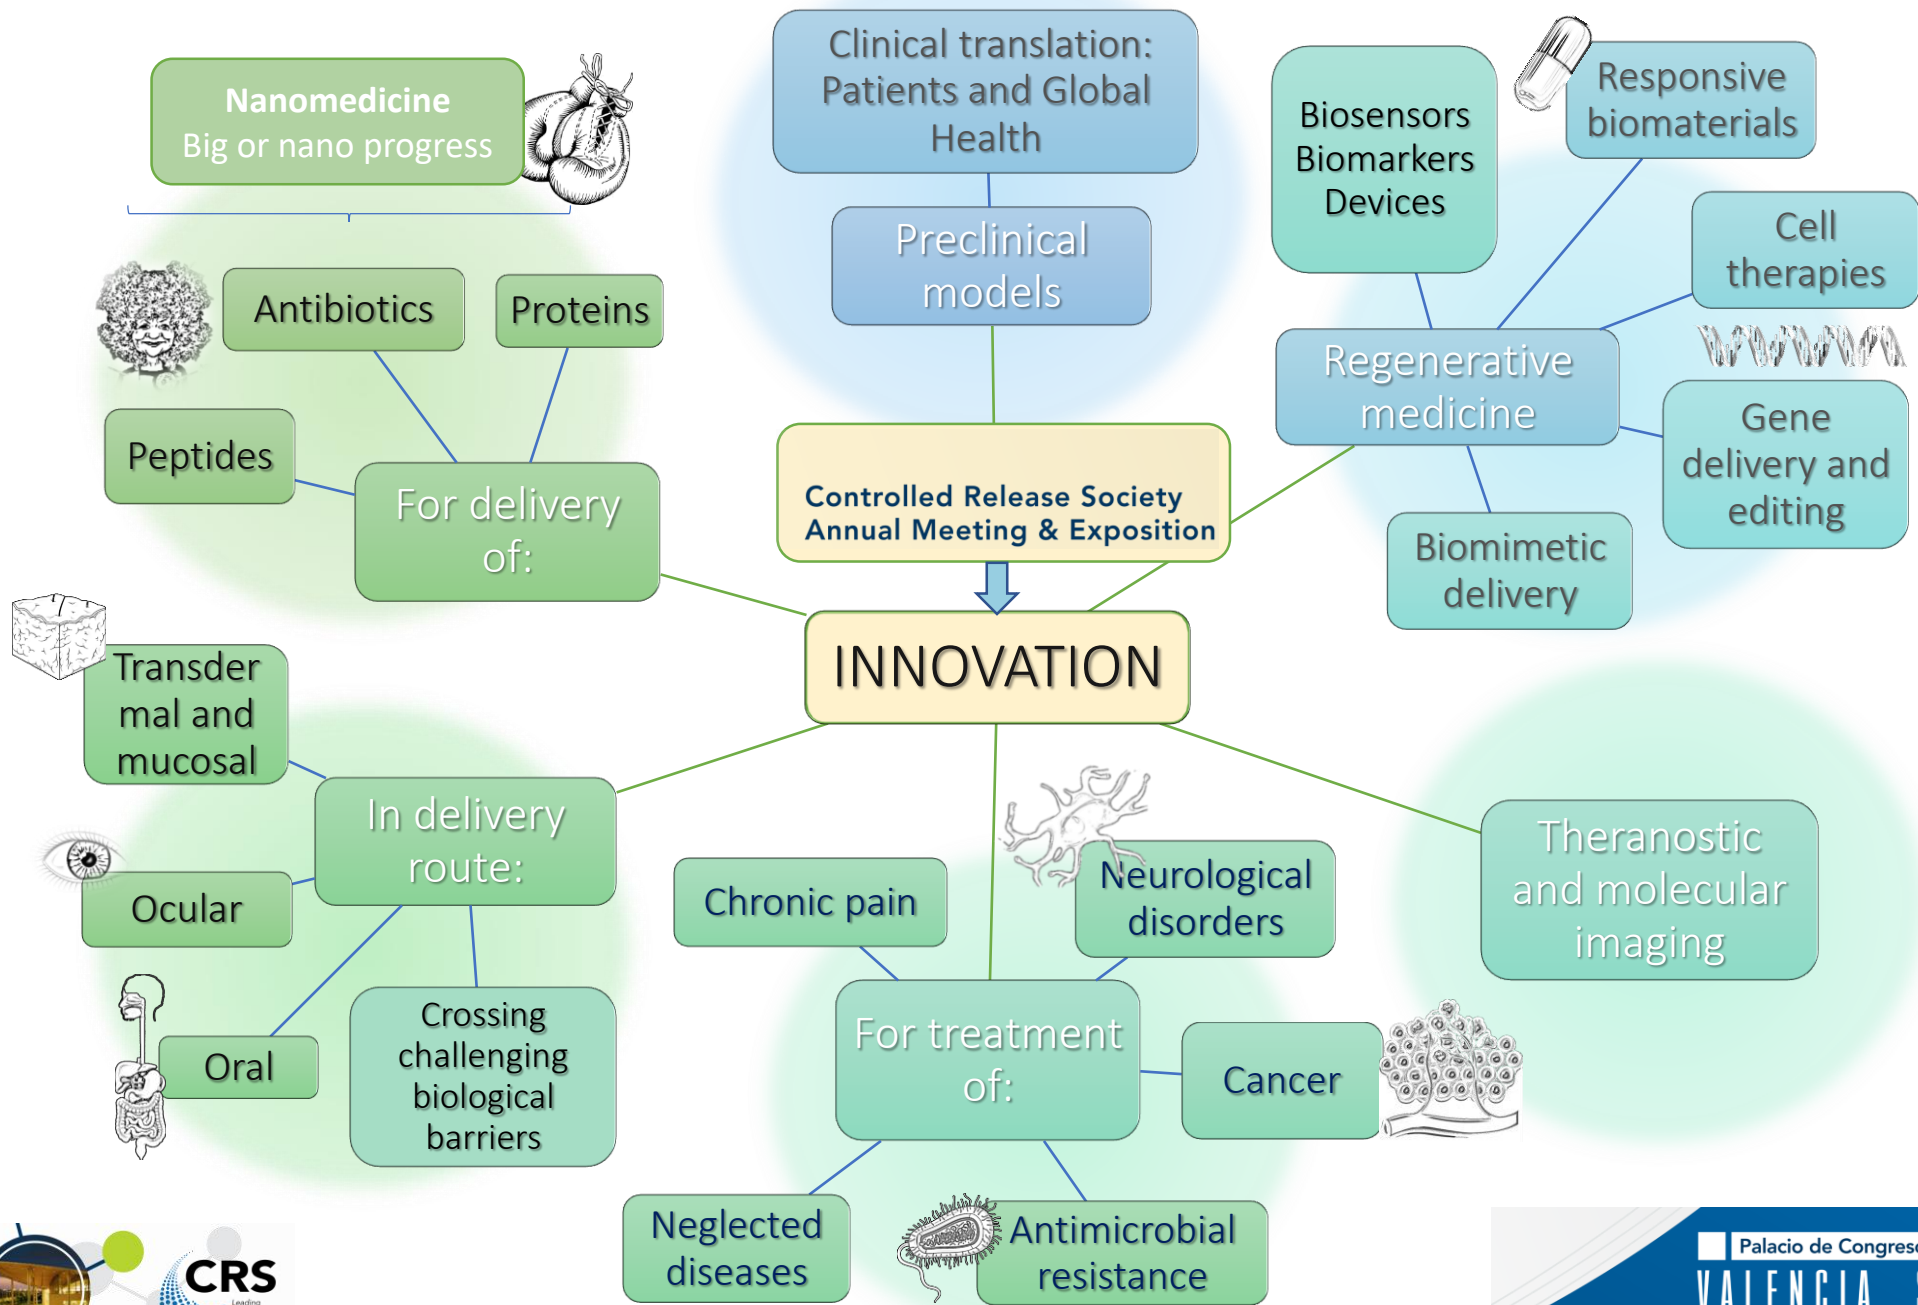 Nanomedicine
Big or nano progress
Clinical translation:
Patients and Global
Health
Preclinical
models
Biosensors
Biomarkers
Devices
Responsive
biomaterials
Cell
therapies
Regenerative
medicine
Gene
delivery and
editing
Biomimetic
delivery
Antibiotics
Proteins
Peptides
For delivery
of:
Controlled Release Society
Annual Meeting & Exposition
INNOVATION
Transder
mal and
mucosal
In delivery
route:
Ocular
Oral
Crossing
challenging
biological
barriers
Chronic pain
Neurological
disorders
For treatment
of:
Cancer
Neglected
diseases
Antimicrobial
resistance
Theranostic
and molecular
imaging
CRS
Leading
Palacio de Congres
VALENCIA